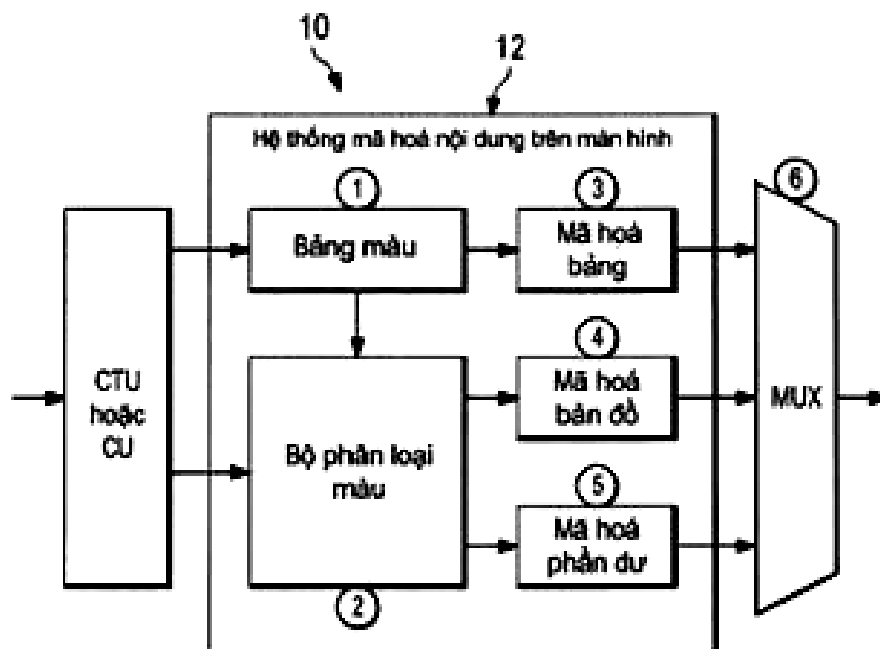 10
12
Hệ thống mã hoá nội dung trên màn hình
1
3
6
Bảng màu
Mã hoá
bảng
4
CTU
hoặc
CU
Mã hoá
bản đồ
MUX
Bộ phân loại
màu
5
Mã hoá
phần dư
2